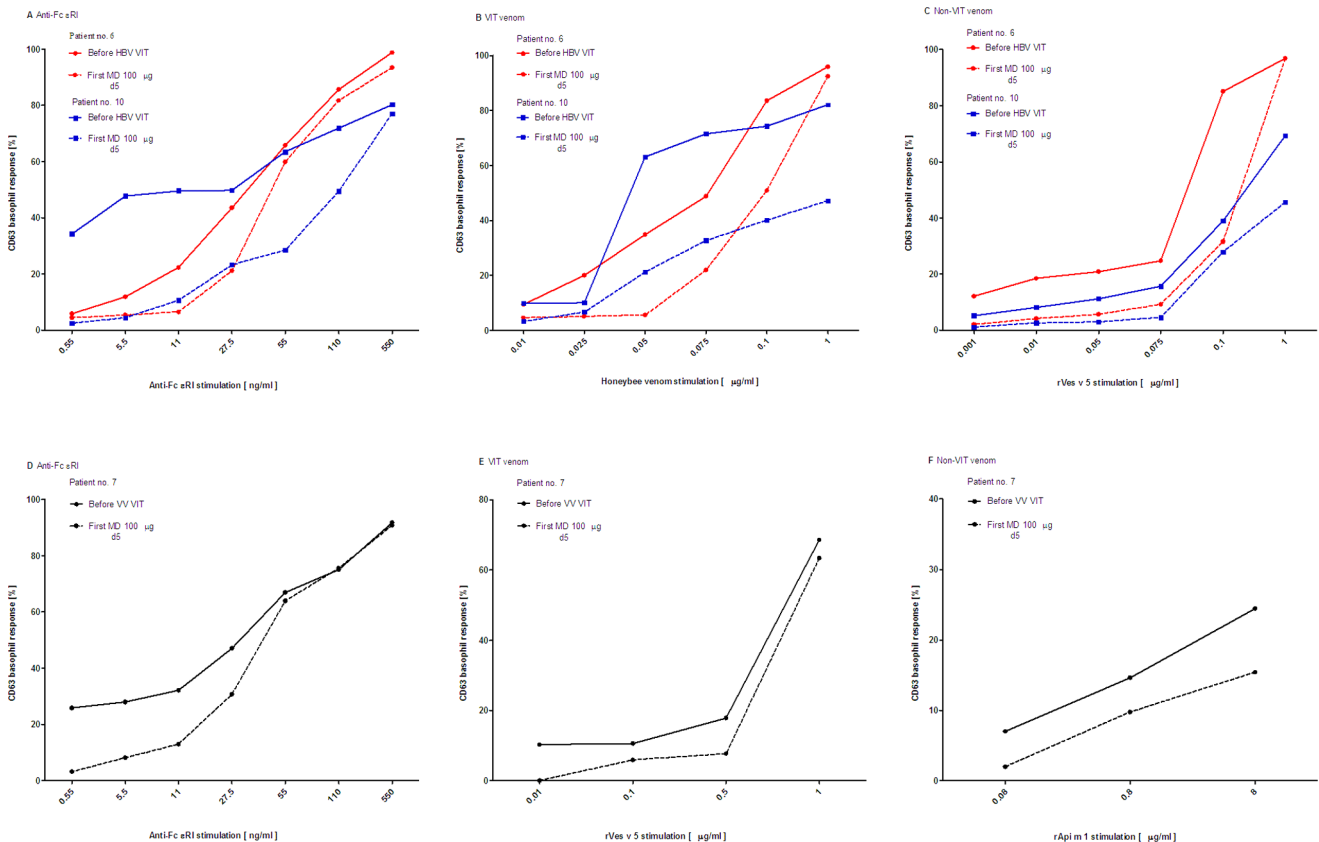 A Anti-Fc εRI
Patient no. 6
Before HBV VIT
First MD 100 μg
d5
Patient no. 10
Before HBV VIT
First MD 100 μg
d5
CD63 basophil response [%]
100
80
60
40
20
0
0.55
5.5
11
27.5
55
110
550
Anti-Fc εRI stimulation [ ng/ml ]
B VIT venom
Patient no. 6
Before HBV VIT
First MD 100 μg
d5
Patient no. 10
Before HBV VIT
First MD 100 μg
d5
CD63 basophil response [%]
100
80
60
40
20
0
0.01
0.025
0.05
0.075
0.1
1
Honeybee venom stimulation [ μg/ml ]
C Non-VIT venom
Patient no. 6
Before HBV VIT
First MD 100 μg
d5
Patient no. 10
Before HBV VIT
First MD 100 μg
d5
CD63 basophil response [%]
100
80
60
40
20
0
0.001
0.01
0.05
0.075
0.1
1
rVes v 5 stimulation [ μg/ml ]
D Anti-Fc εRI
Patient no. 7
Before VV VIT
First MD 100 μg
d5
CD63 basophil response [%]
100
80
60
40
20
0
0.55
5.5
11
27.5
55
110
550
Anti-Fc εRI stimulation [ ng/ml ]
E VIT venom
Patient no. 7
Before VV VIT
First MD 100 μg
d5
CD63 basophil response [%]
80
60
40
20
0
0.01
0.1
0.5
1
rVes v 5 stimulation [ μg/ml ]
F Non-VIT venom
Patient no. 7
Before VV VIT
First MD 100 μg
d5
CD63 basophil response [%]
40
30
20
10
0
0.08
0.8
8
rApi m 1 stimulation [ μg/ml ]